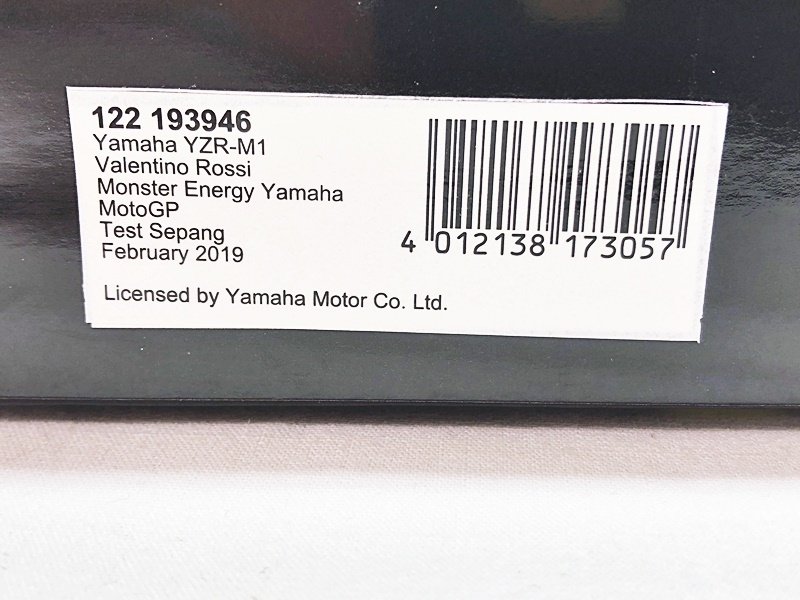 122 193946
Yamaha YZR-M1
Valentino Rossi
Monster Energy Yamaha
MotoGP
Test Sepang
February 2019
Licensed by Yamaha Motor Co. Ltd.
4 012138 173057